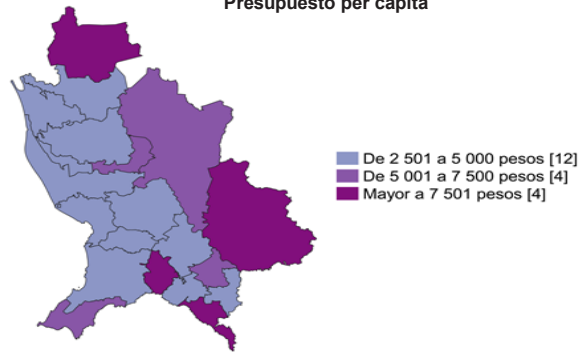 Presupuesto per cápita
De 2 501 a 5 000 pesos [12]
De 5 001 a 7 500 pesos [4]
Mayor a 7 501 pesos [4]